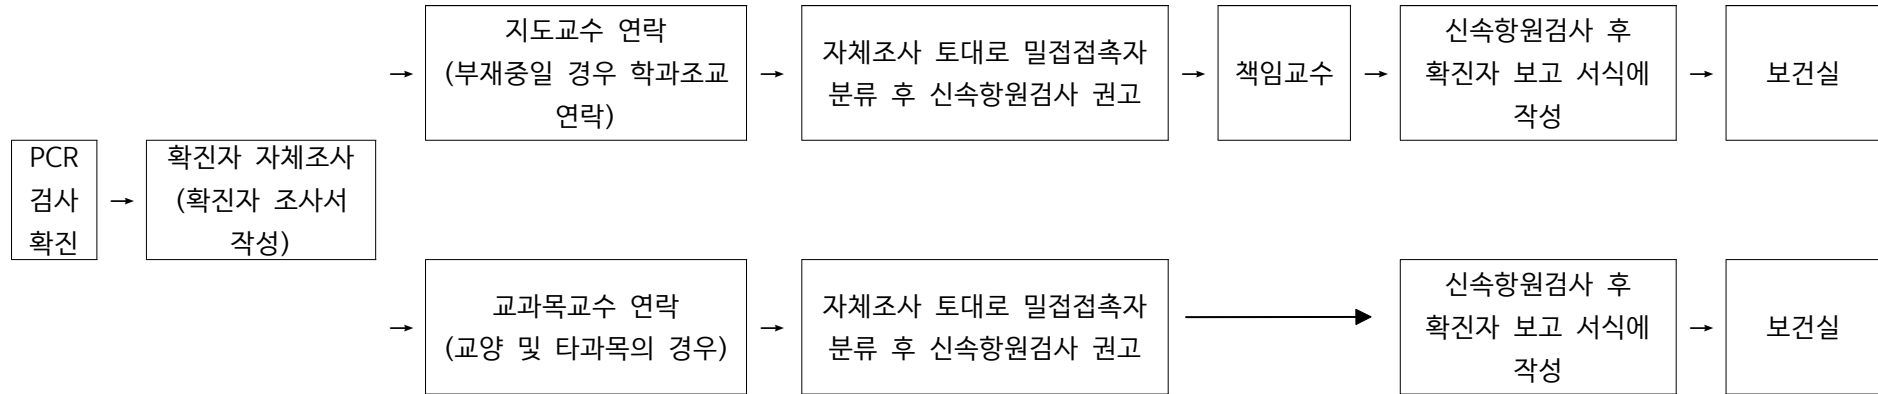 PCR
검사
확진
→
확진자 자체조사
(확진자 조사서
작성)
→
지도교수 연락
(부재중일 경우 학과조교
연락)
→
자체조사 토대로 밀접접촉자
분류 후 신속항원검사 권고
→
책임교수
→
신속항원검사 후
확진자 보고 서식에
작성
→
보건실
→
교과목교수 연락
(교양 및 타과목의 경우)
→
자체조사 토대로 밀접접촉자
분류 후 신속항원검사 권고
신속항원검사 후
확진자 보고 서식에
작성
→
보건실